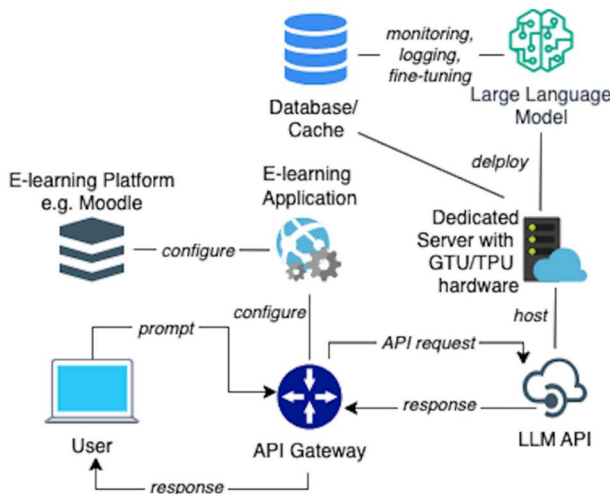 monitoring,
logging,
fine-tuning
Database/
Cache
Large Language
Model
delploy
E-learning Platform
e.g. Moodle
E-learning
Application
configure
Dedicated
Server with
GTU/TPU
hardware
configure
host
prompt
API request
response
User
API Gateway
LLM API
response